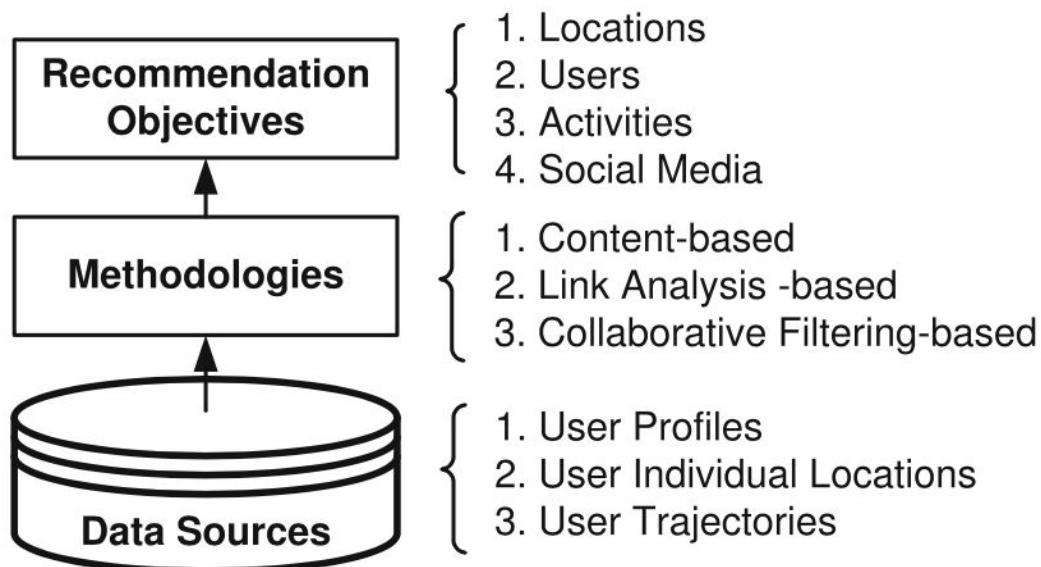 Recommendation
Objectives
1. Locations
2. Users
3. Activities
4. Social Media
Methodologies
1. Content-based
2. Link Analysis -based
3. Collaborative Filtering-based
Data Sources
1. User Profiles
2. User Individual Locations
3. User Trajectories